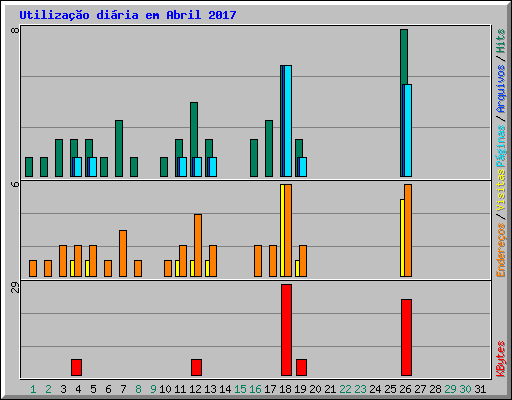 Utilização diária em Abril 2017
8
6
29
Endereços / Visitas Páginas / Arquivos / Hits
KBytes
1 2 3 4 5 6 7 8 9 10 11 12 13 14 15 16 17 18 19 20 21 22 23 24 25 26 27 28 29 30 31